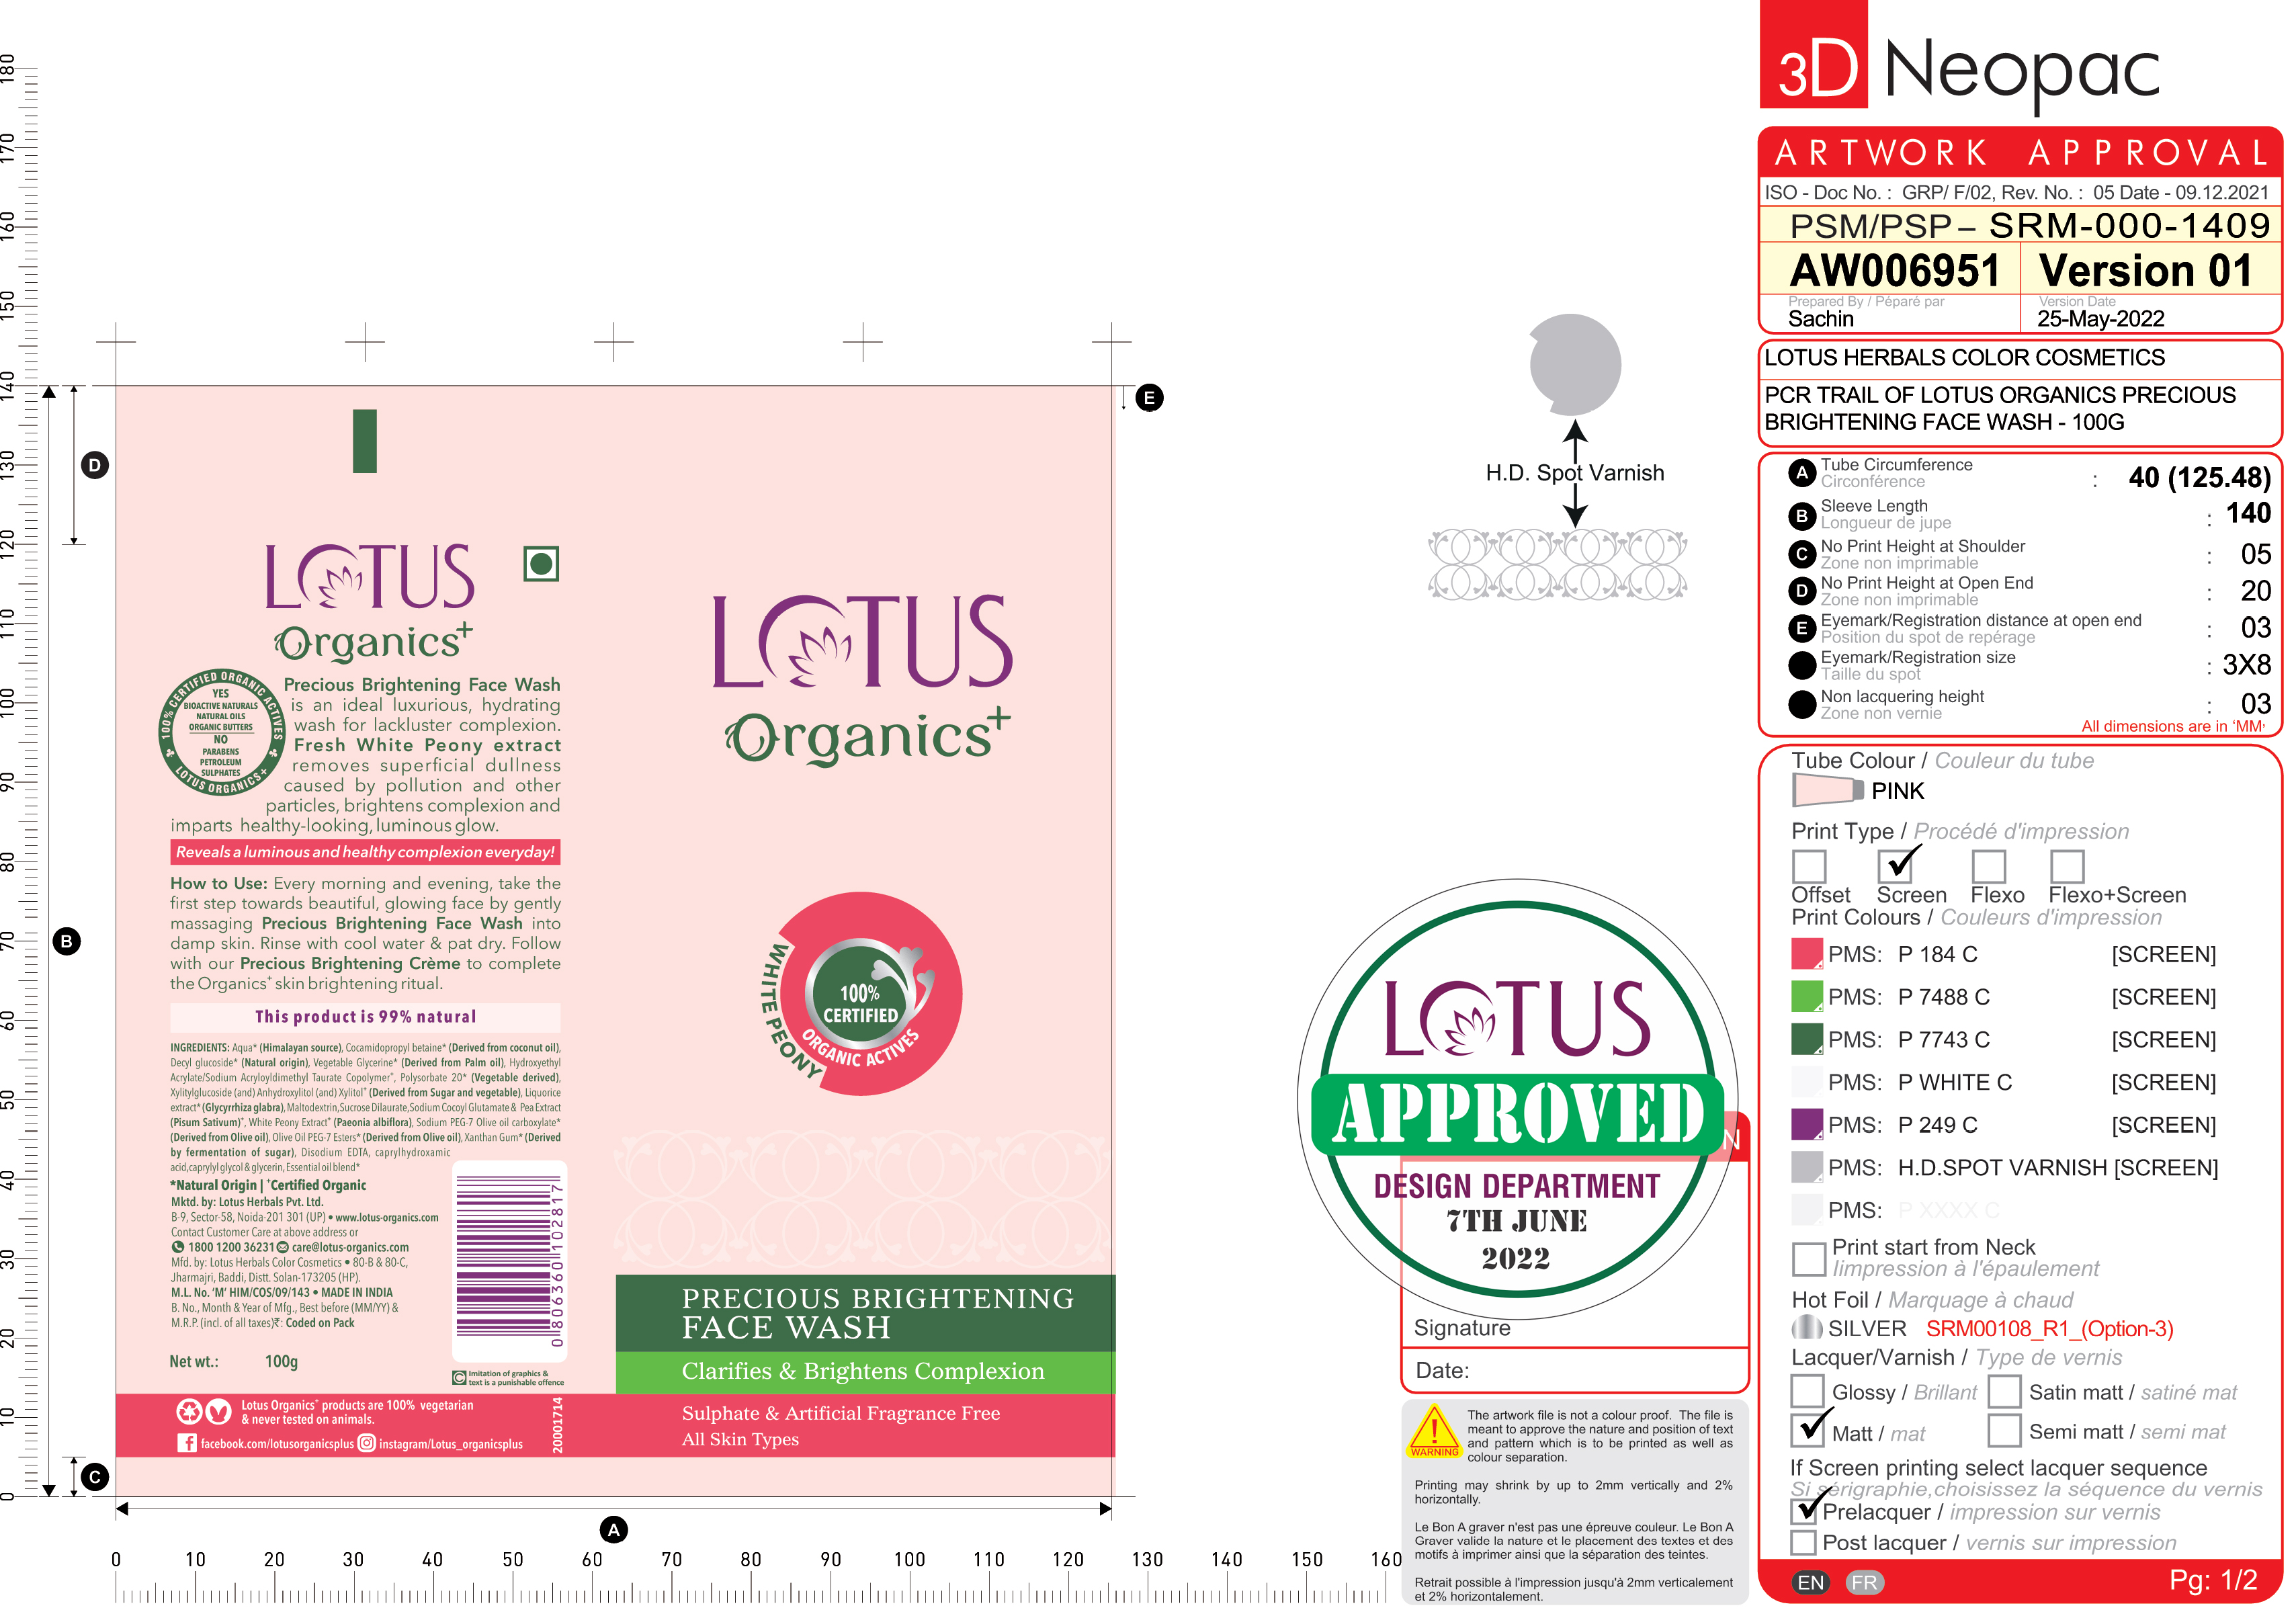 3D Neopac
ARTWORK APPROVAL
ISO - Doc No. : GRP/ F/02, Rev. No. : 05 Date - 09.12.2021
PSM/PSP – SRM-000-1409
AW006951 Version 01
Prepared By / Péparé par
Version Date
Sachin
25-May-2022
LOTUS HERBALS COLOR COSMETICS
PCR TRAIL OF LOTUS ORGANICS PRECIOUS
BRIGHTENING FACE WASH - 100G
A Tube Circumference : 40 (125.48)
Circonférence
B Sleeve Length : 140
Longueur de jupe
C No Print Height at Shoulder : 05
Zone non imprimable
D No Print Height at Open End : 20
Zone non imprimable
E Eyemark/Registration distance at open end : 03
Position du spot de repérage
Eyemark/Registration size : 3X8
Taille du spot
Non lacquering height : 03
Zone non vernie
All dimensions are in 'MM'
Tube Colour / Couleur du tube
PINK
Print Type / Procédé d'impression
Offset Screen Flexo Flexo+Screen
Print Colours / Couleurs d'impression
PMS: P 184 C [SCREEN]
PMS: P 7488 C [SCREEN]
PMS: P 7743 C [SCREEN]
PMS: P WHITE C [SCREEN]
PMS: P 249 C [SCREEN]
PMS: H.D.SPOT VARNISH [SCREEN]
PMS: P XXXX C
Print start from Neck
Iimpression à l'épaulement
Hot Foil / Marquage à chaud
SILVER SRM00108_R1_(Option-3)
Lacquer/Varnish / Type de vernis
Glossy / Brillant Satin matt / satiné mat
Matt / mat Semi matt / semi mat
If Screen printing select lacquer sequence
Si sérigraphie,choisissez la séquence du vernis
Prelacquer / impression sur vernis
Post lacquer / vernis sur impression
EN FR Pg: 1/2
H.D. Spot Varnish
LOTUS
APPROVED
DESIGN DEPARTMENT
7TH JUNE
2022
N
Signature
Date:
WARNING
The artwork file is not a colour proof. The file is
meant to approve the nature and position of text
and pattern which is to be printed as well as
colour separation.
Printing may shrink by up to 2mm vertically and 2%
horizontally.
Le Bon A graver n'est pas une épreuve couleur. Le Bon A
Graver valide la nature et le placement des textes et des
motifs à imprimer ainsi que la séparation des teintes.
Retrait possible à l'impression jusqu'à 2mm verticalement
et 2% horizontalement.
LOTUS
Organics+
100% CERTIFIED ORGANIC ACTIVES
YES
BIOACTIVE NATURALS
NATURAL OILS
ORGANIC BUTTERS
NO
PARABENS
PETROLEUM
SULPHATES
LOTUS ORGANICS+
Precious Brightening Face Wash
is an ideal luxurious, hydrating
wash for lackluster complexion.
Fresh White Peony extract
removes superficial dullness
caused by pollution and other
particles, brightens complexion and
imparts healthy-looking, luminous glow.
Reveals a luminous and healthy complexion everyday!
How to Use: Every morning and evening, take the
first step towards beautiful, glowing face by gently
massaging Precious Brightening Face Wash into
damp skin. Rinse with cool water & pat dry. Follow
with our Precious Brightening Crème to complete
the Organics+ skin brightening ritual.
This product is 99% natural
INGREDIENTS: Aqua* (Himalayan source), Cocamidopropyl betaine* (Derived from coconut oil),
Decyl glucoside* (Natural origin), Vegetable Glycerine* (Derived from Palm oil), Hydroxyethyl
Acrylate/Sodium Acryloyldimethyl Taurate Copolymer*, Polysorbate 20* (Vegetable derived),
Xylitylglucoside (and) Anhydroxylitol (and) Xylitol* (Derived from Sugar and vegetable), Liquorice
extract* (Glycyrrhiza glabra), Maltodextrin,Sucrose Dilaurate,Sodium Cocoyl Glutamate & Pea Extract
(Pisum Sativum)*, White Peony Extract+ (Paeonia albiflora), Sodium PEG-7 Olive oil carboxylate*
(Derived from Olive oil), Olive Oil PEG-7 Esters* (Derived from Olive oil), Xanthan Gum* (Derived
by fermentation of sugar), Disodium EDTA, caprylhydroxamic
acid,caprylyl glycol & glycerin, Essential oil blend*
*Natural Origin | +Certified Organic
Mktd. by: Lotus Herbals Pvt. Ltd.
B-9, Sector-58, Noida-201 301 (UP) • www.lotus-organics.com
Contact Customer Care at above address or
1800 1200 36231 care@lotus-organics.com
Mfd. by: Lotus Herbals Color Cosmetics • 80-B & 80-C,
Jharmajri, Baddi, Distt. Solan-173205 (HP).
M.L. No. 'M' HIM/COS/09/143 • MADE IN INDIA
B. No., Month & Year of Mfg., Best before (MM/YY) &
M.R.P. (incl. of all taxes)₹: Coded on Pack
Net wt.: 100g
0806360102817
C Imitation of graphics &
text is a punishable offence
Lotus Organics+ products are 100% vegetarian
& never tested on animals.
facebook.com/lotusorganicsplus instagram/Lotus_organicsplus
20001714
LOTUS
Organics+
WHITE PEONY
100%
CERTIFIED
ORGANIC ACTIVES
PRECIOUS BRIGHTENING
FACE WASH
Clarifies & Brightens Complexion
Sulphate & Artificial Fragrance Free
All Skin Types
A
B
C
D
E
180
170
160
150
140
130
120
110
100
90
80
70
60
50
40
30
20
10
0
0 10 20 30 40 50 60 70 80 90 100 110 120 130 140 150 160